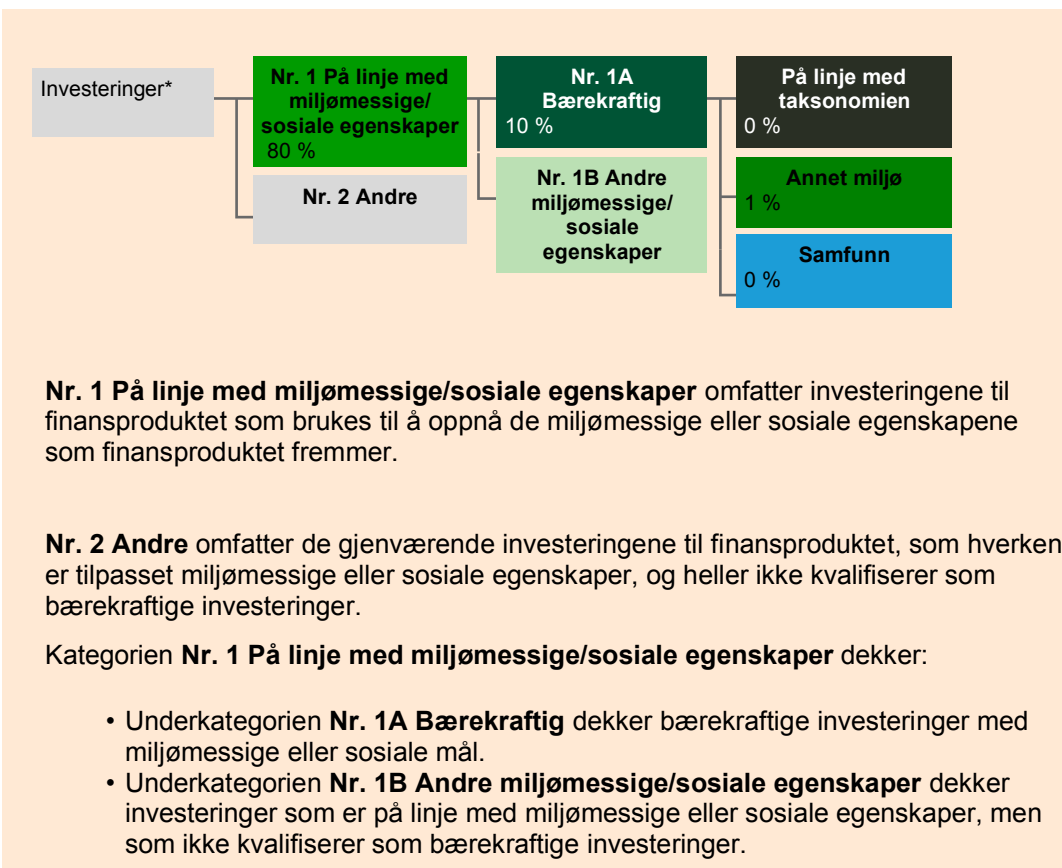 Investeringer*
Nr. 1 På linje med
miljømessige/
sosiale egenskaper
80 %
Nr. 2 Andre
Nr. 1A
Bærekraftig
10 %
Nr. 1B Andre
miljømessige/
sosiale
egenskaper
På linje med
taksonomien
0 %
Annet miljø
1 %
Samfunn
0 %
Nr. 1 På linje med miljømessige/sosiale egenskaper omfatter investeringene til
finansproduktet som brukes til å oppnå de miljømessige eller sosiale egenskapene
som finansproduktet fremmer.
Nr. 2 Andre omfatter de gjenværende investeringene til finansproduktet, som hverken
er tilpasset miljømessige eller sosiale egenskaper, og heller ikke kvalifiserer som
bærekraftige investeringer.
Kategorien Nr. 1 På linje med miljømessige/sosiale egenskaper dekker:
• Underkategorien Nr. 1A Bærekraftig dekker bærekraftige investeringer med
miljømessige eller sosiale mål.
• Underkategorien Nr. 1B Andre miljømessige/sosiale egenskaper dekker
investeringer som er på linje med miljømessige eller sosiale egenskaper, men
som ikke kvalifiserer som bærekraftige investeringer.